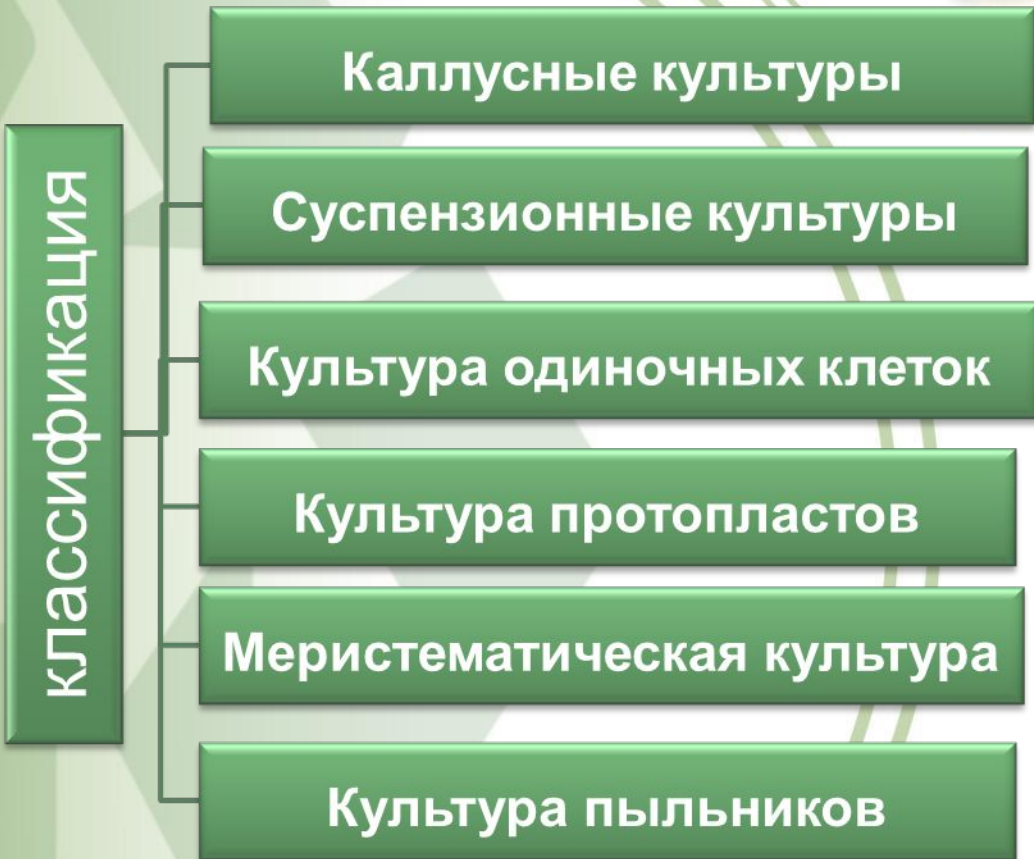 классификация
Каллусные культуры
Суспензионные культуры
Культура одиночных клеток
Культура протопластов
Меристематическая культура
Культура пыльников